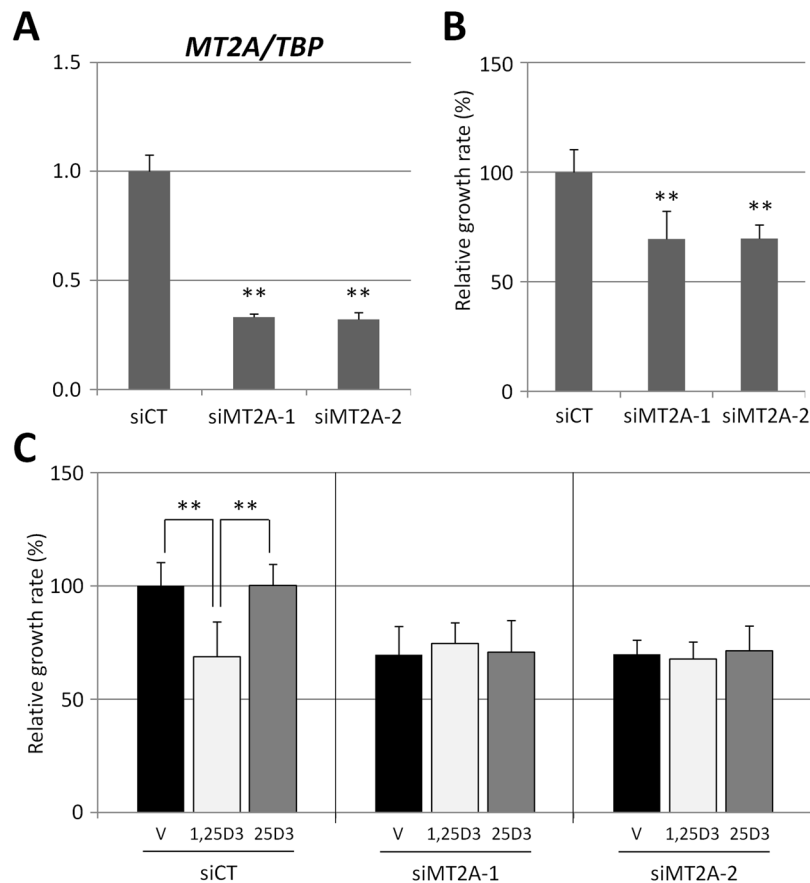 A
MT2A/TBP
1.5
1.0
0.5
0.0
** **
siCT siMT2A-1 siMT2A-2
B
Relative growth rate (%)
150
100
50
0
** **
siCT siMT2A-1 siMT2A-2
C
Relative growth rate (%)
150
100
50
0
** **
V 1,25D3 25D3 V 1,25D3 25D3 V 1,25D3 25D3
siCT siMT2A-1 siMT2A-2